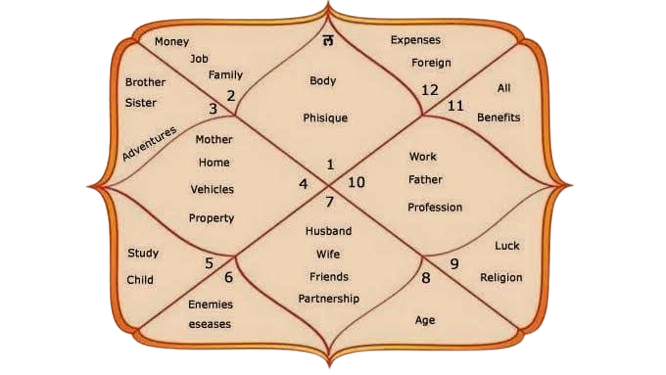 Money
Job
Family
2
ल
Body
Phisique
1
Expenses
Foreign
12
Brother
Sister
3
Adventures
All
11
Benefits
Mother
Home
Vehicles
Property
4
Work
Father
Profession
10
7
Husband
Wife
Friends
Partnership
Study
Child
5
6
Enemies
eseases
8
Age
9
Luck
Religion